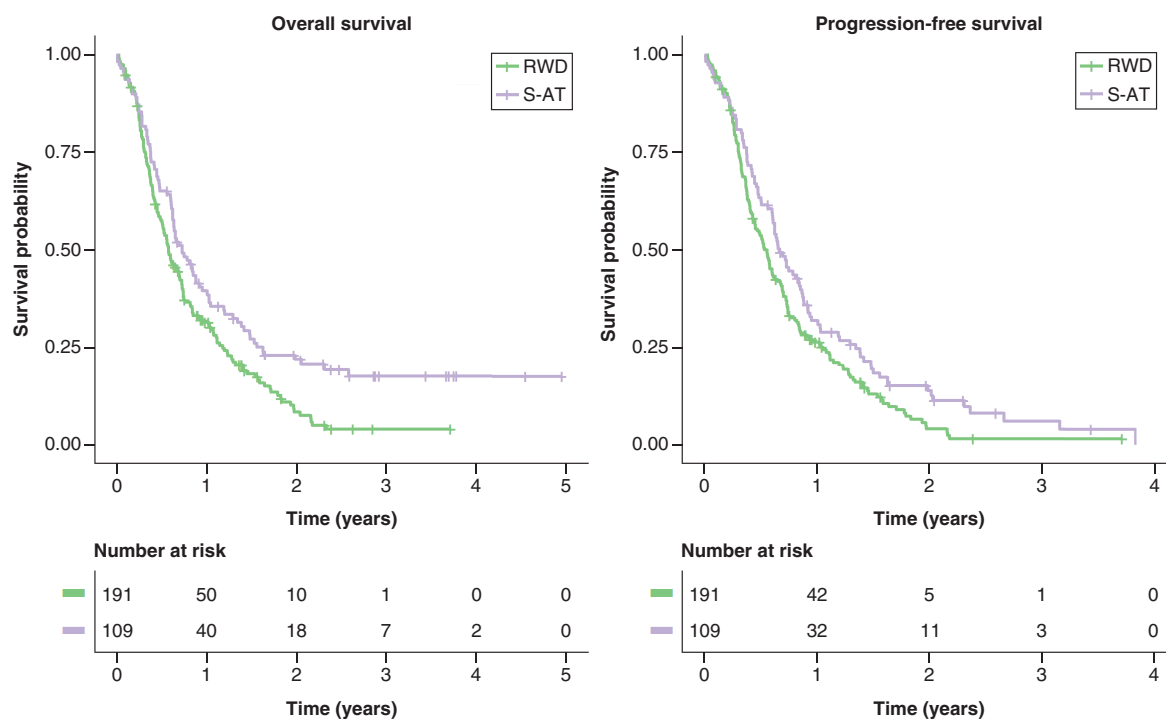 Overall survival
1.00
0.75
0.50
0.25
0.00
Survival probability
RWD
S-AT
0 1 2 3 4 5
Time (years)
Number at risk
191 50 10 1 0 0
109 40 18 7 2 0
0 1 2 3 4 5
Time (years)
Progression-free survival
1.00
0.75
0.50
0.25
0.00
Survival probability
RWD
S-AT
0 1 2 3 4
Time (years)
Number at risk
191 42 5 1 0
109 32 11 3 0
0 1 2 3 4
Time (years)